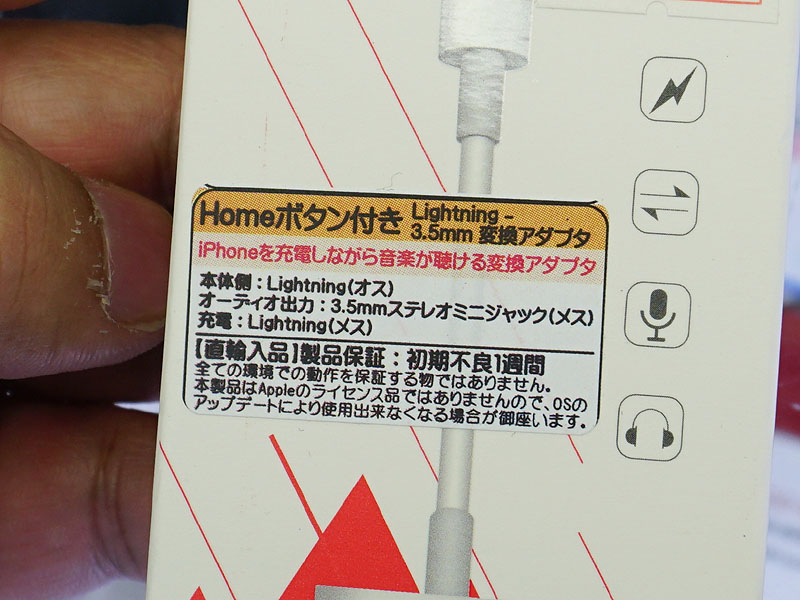 Homeボタン付き Lightning -
3.5mm 変換アダプタ
iPhoneを充電しながら音楽が聴ける変換アダプタ
本体側：Lightning(オス)
オーディオ出力：3.5mmステレオミニジャック(メス)
充電：Lightning(メス)
【直輸入品】製品保証：初期不良1週間
全ての環境での動作を保証する物ではありません。
本製品はAppleのライセンス品ではありませんので、OSの
アップデートにより使用出来なくなる場合が御座います。